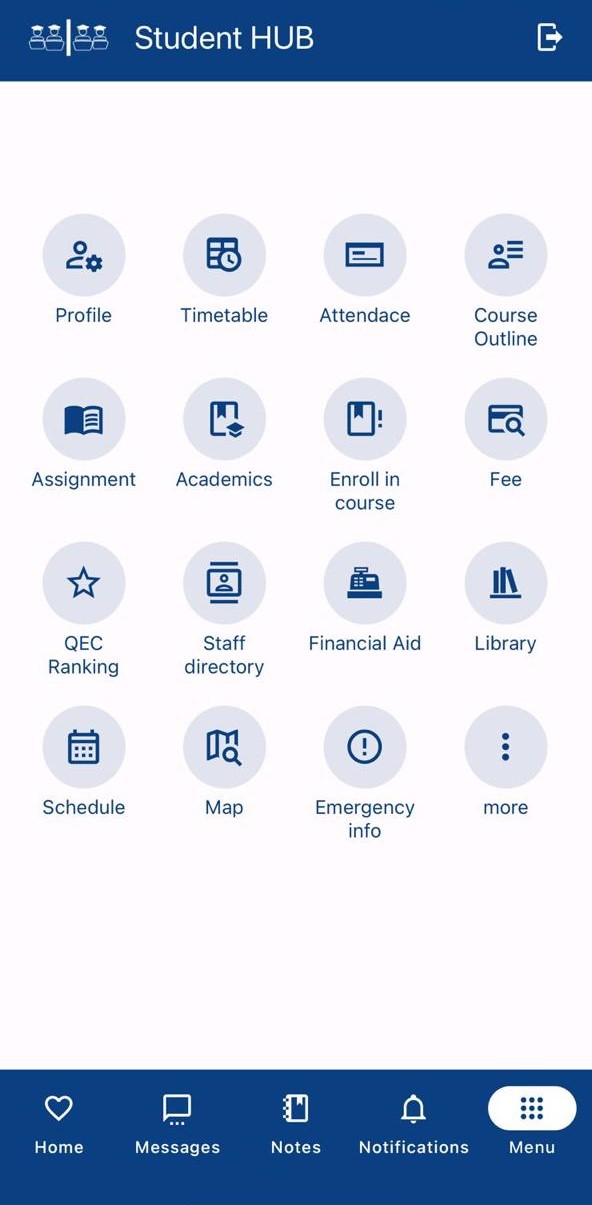 Student HUB
Profile
Timetable
Attendace
Course
Outline
Assignment
Academics
Enroll in
course
Fee
QEC
Ranking
Staff
directory
Financial Aid
Library
Schedule
Map
Emergency
info
more
Home
Messages
Notes
Notifications
Menu